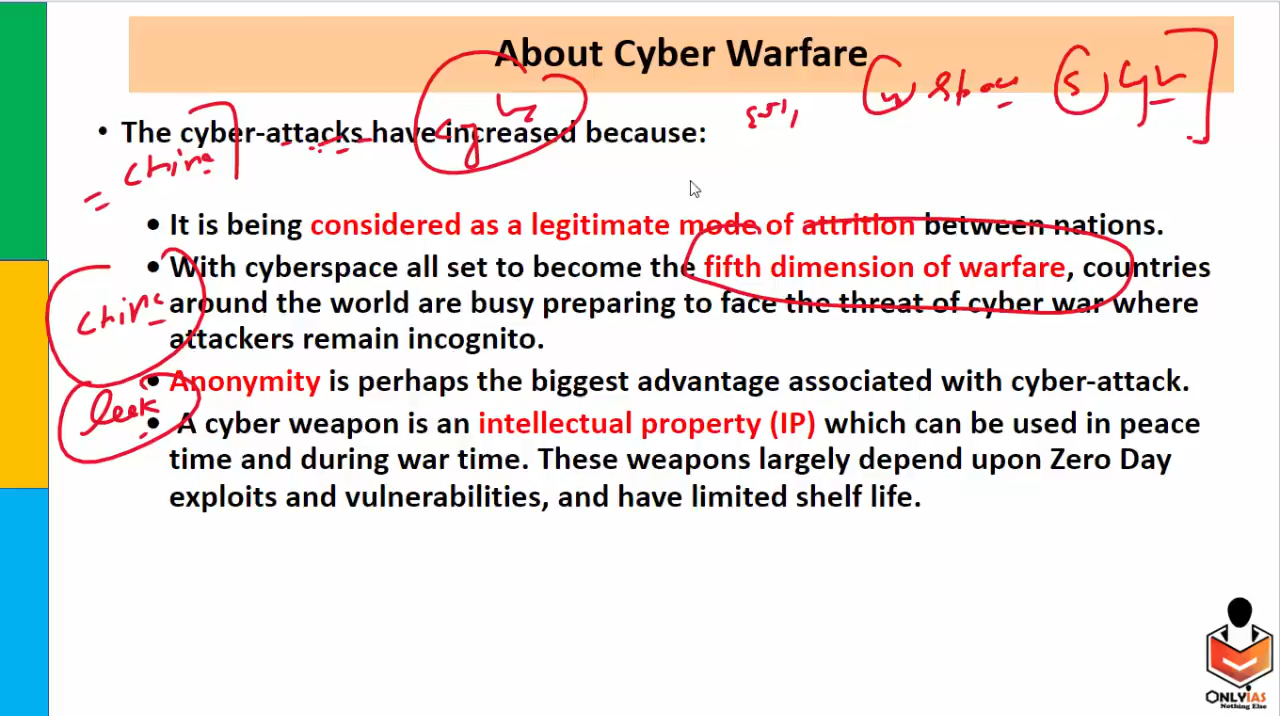 About Cyber Warfare
• The cyber-attacks have increased because:
china
• It is being considered as a legitimate mode of attrition between nations.
• With cyberspace all set to become the fifth dimension of warfare, countries
around the world are busy preparing to face the threat of cyber war where
attackers remain incognito.
china
• Anonymity is perhaps the biggest advantage associated with cyber-attack.
leak
• A cyber weapon is an intellectual property (IP) which can be used in peace
time and during war time. These weapons largely depend upon Zero Day
exploits and vulnerabilities, and have limited shelf life.
ONLYIAS
Nothing Else